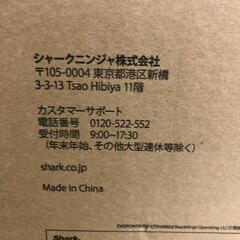 シャークニンジャ株式会社
〒105-0004 東京都港区新橋
3-3-13 Tsao Hibiya 11階
カスタマーサポート
電話番号 0120-522-552
受付時間 9:00~17:30
(年末年始、その他大型連休等除く)
shark.co.jp
Made in China
Shark